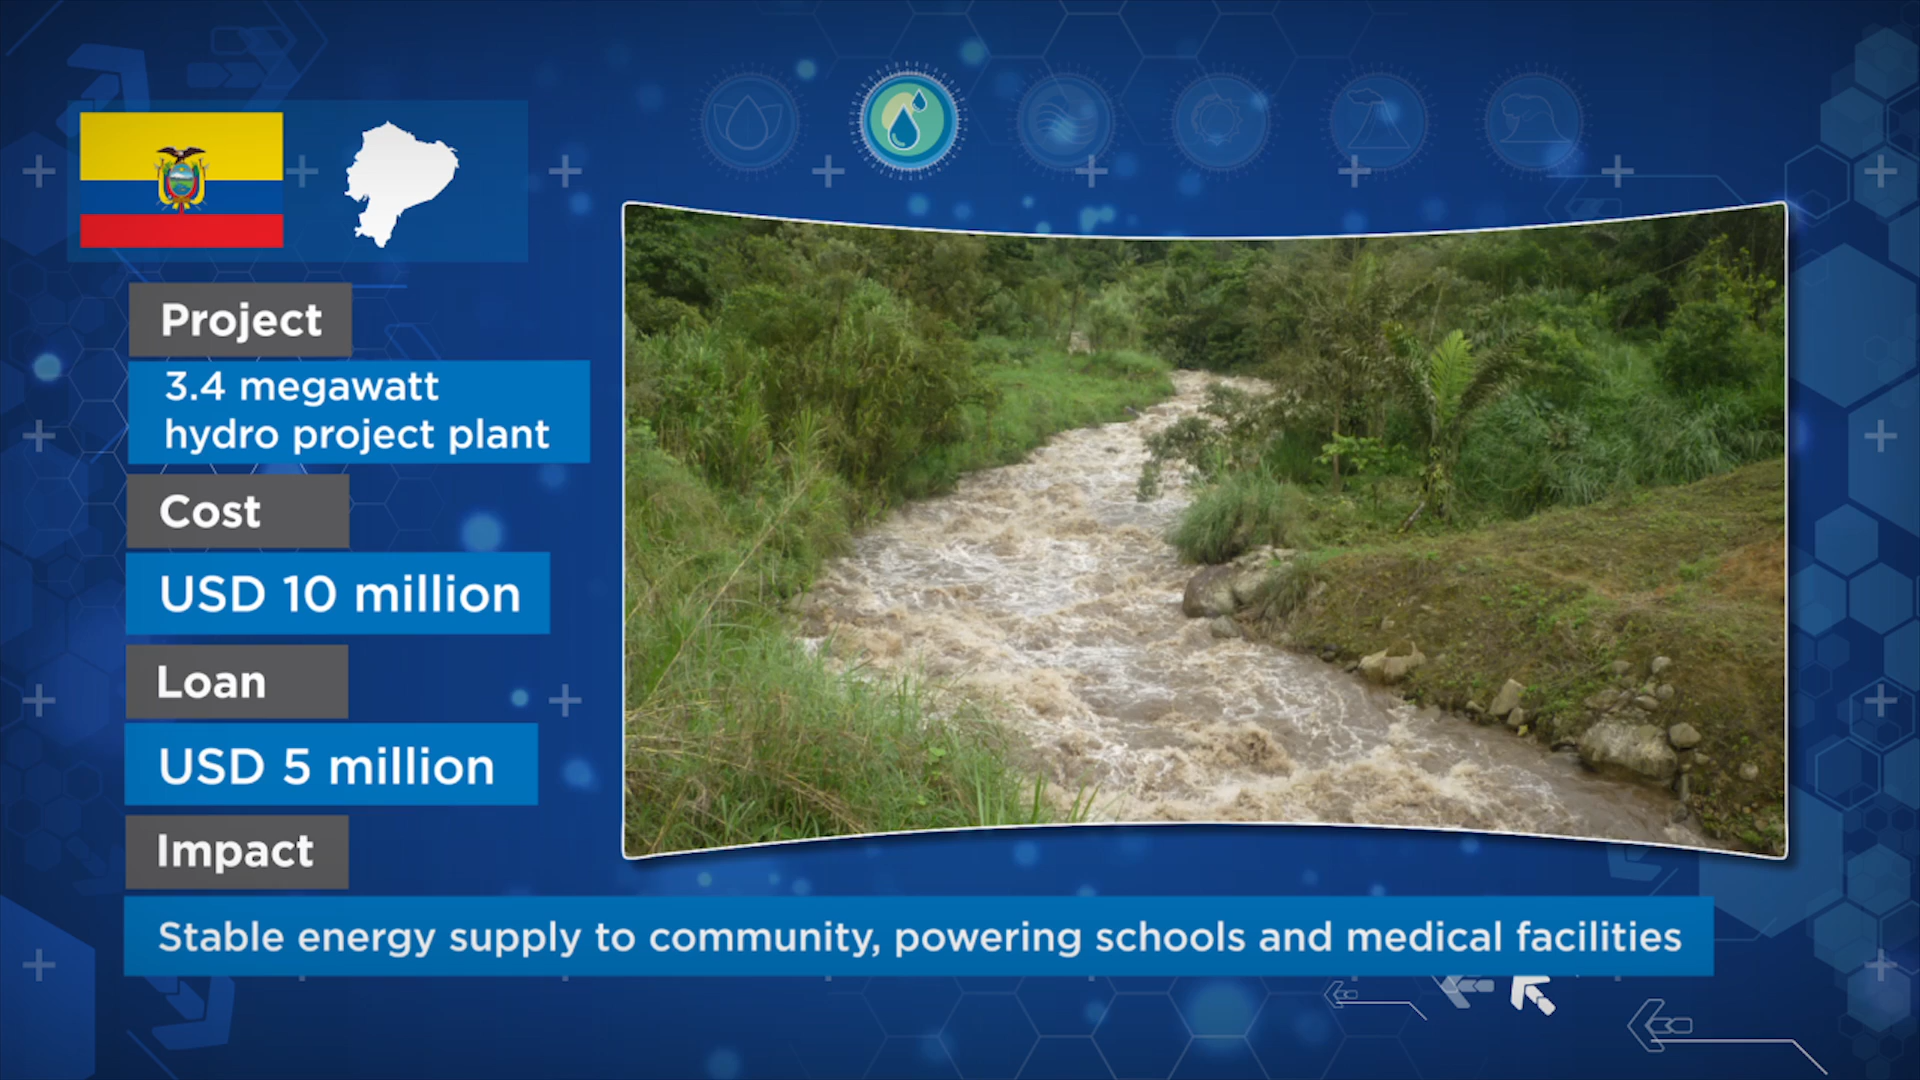 Project
3.4 megawatt
hydro project plant
Cost
USD 10 million
Loan
USD 5 million
Impact
Stable energy supply to community, powering schools and medical facilities